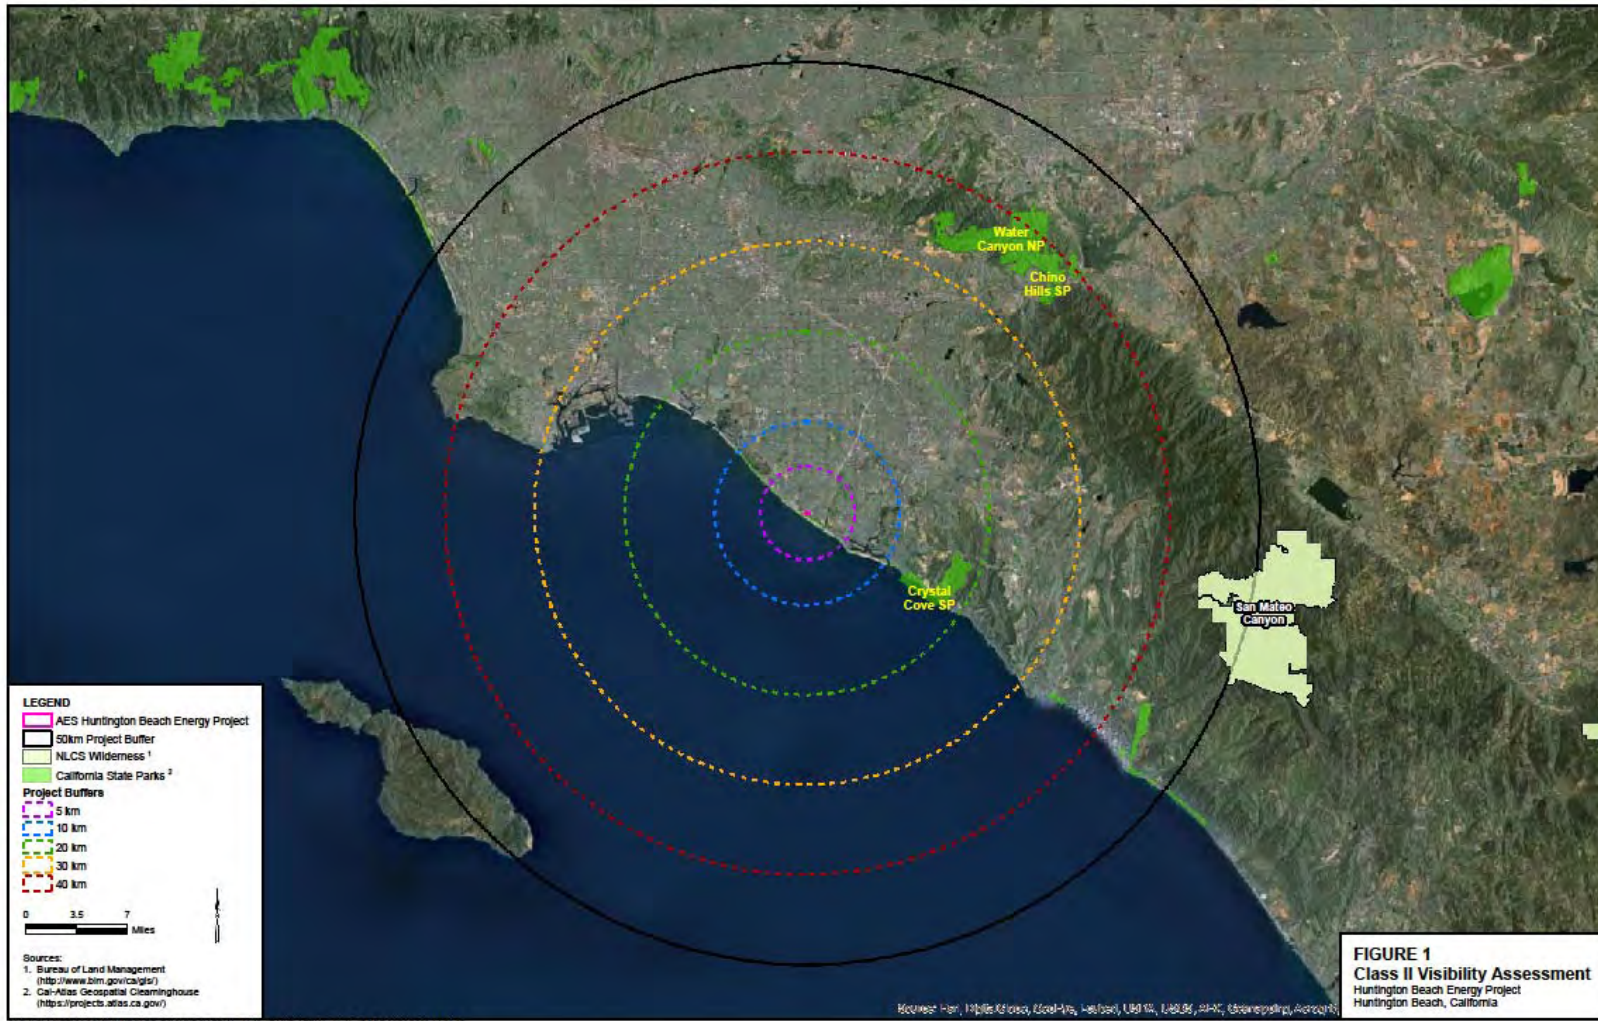 Water
Canyon NP
Chino
Hills SP
Crystal
Cove SP
San Mateo
Canyon
LEGEND
AES Huntington Beach Energy Project
50km Project Buffer
NLCS Wilderness 1
California State Parks 2
Project Buffers
5 km
10 km
20 km
30 km
40 km
0 3.5 7
Miles
Sources:
1. Bureau of Land Management
(http://www.blm.gov/ca/gis/)
2. Cal-Atlas Geospatial Clearninghouse
(https://projects.atlas.ca.gov/)
FIGURE 1
Class II Visibility Assessment
Huntington Beach Energy Project
Huntington Beach, California